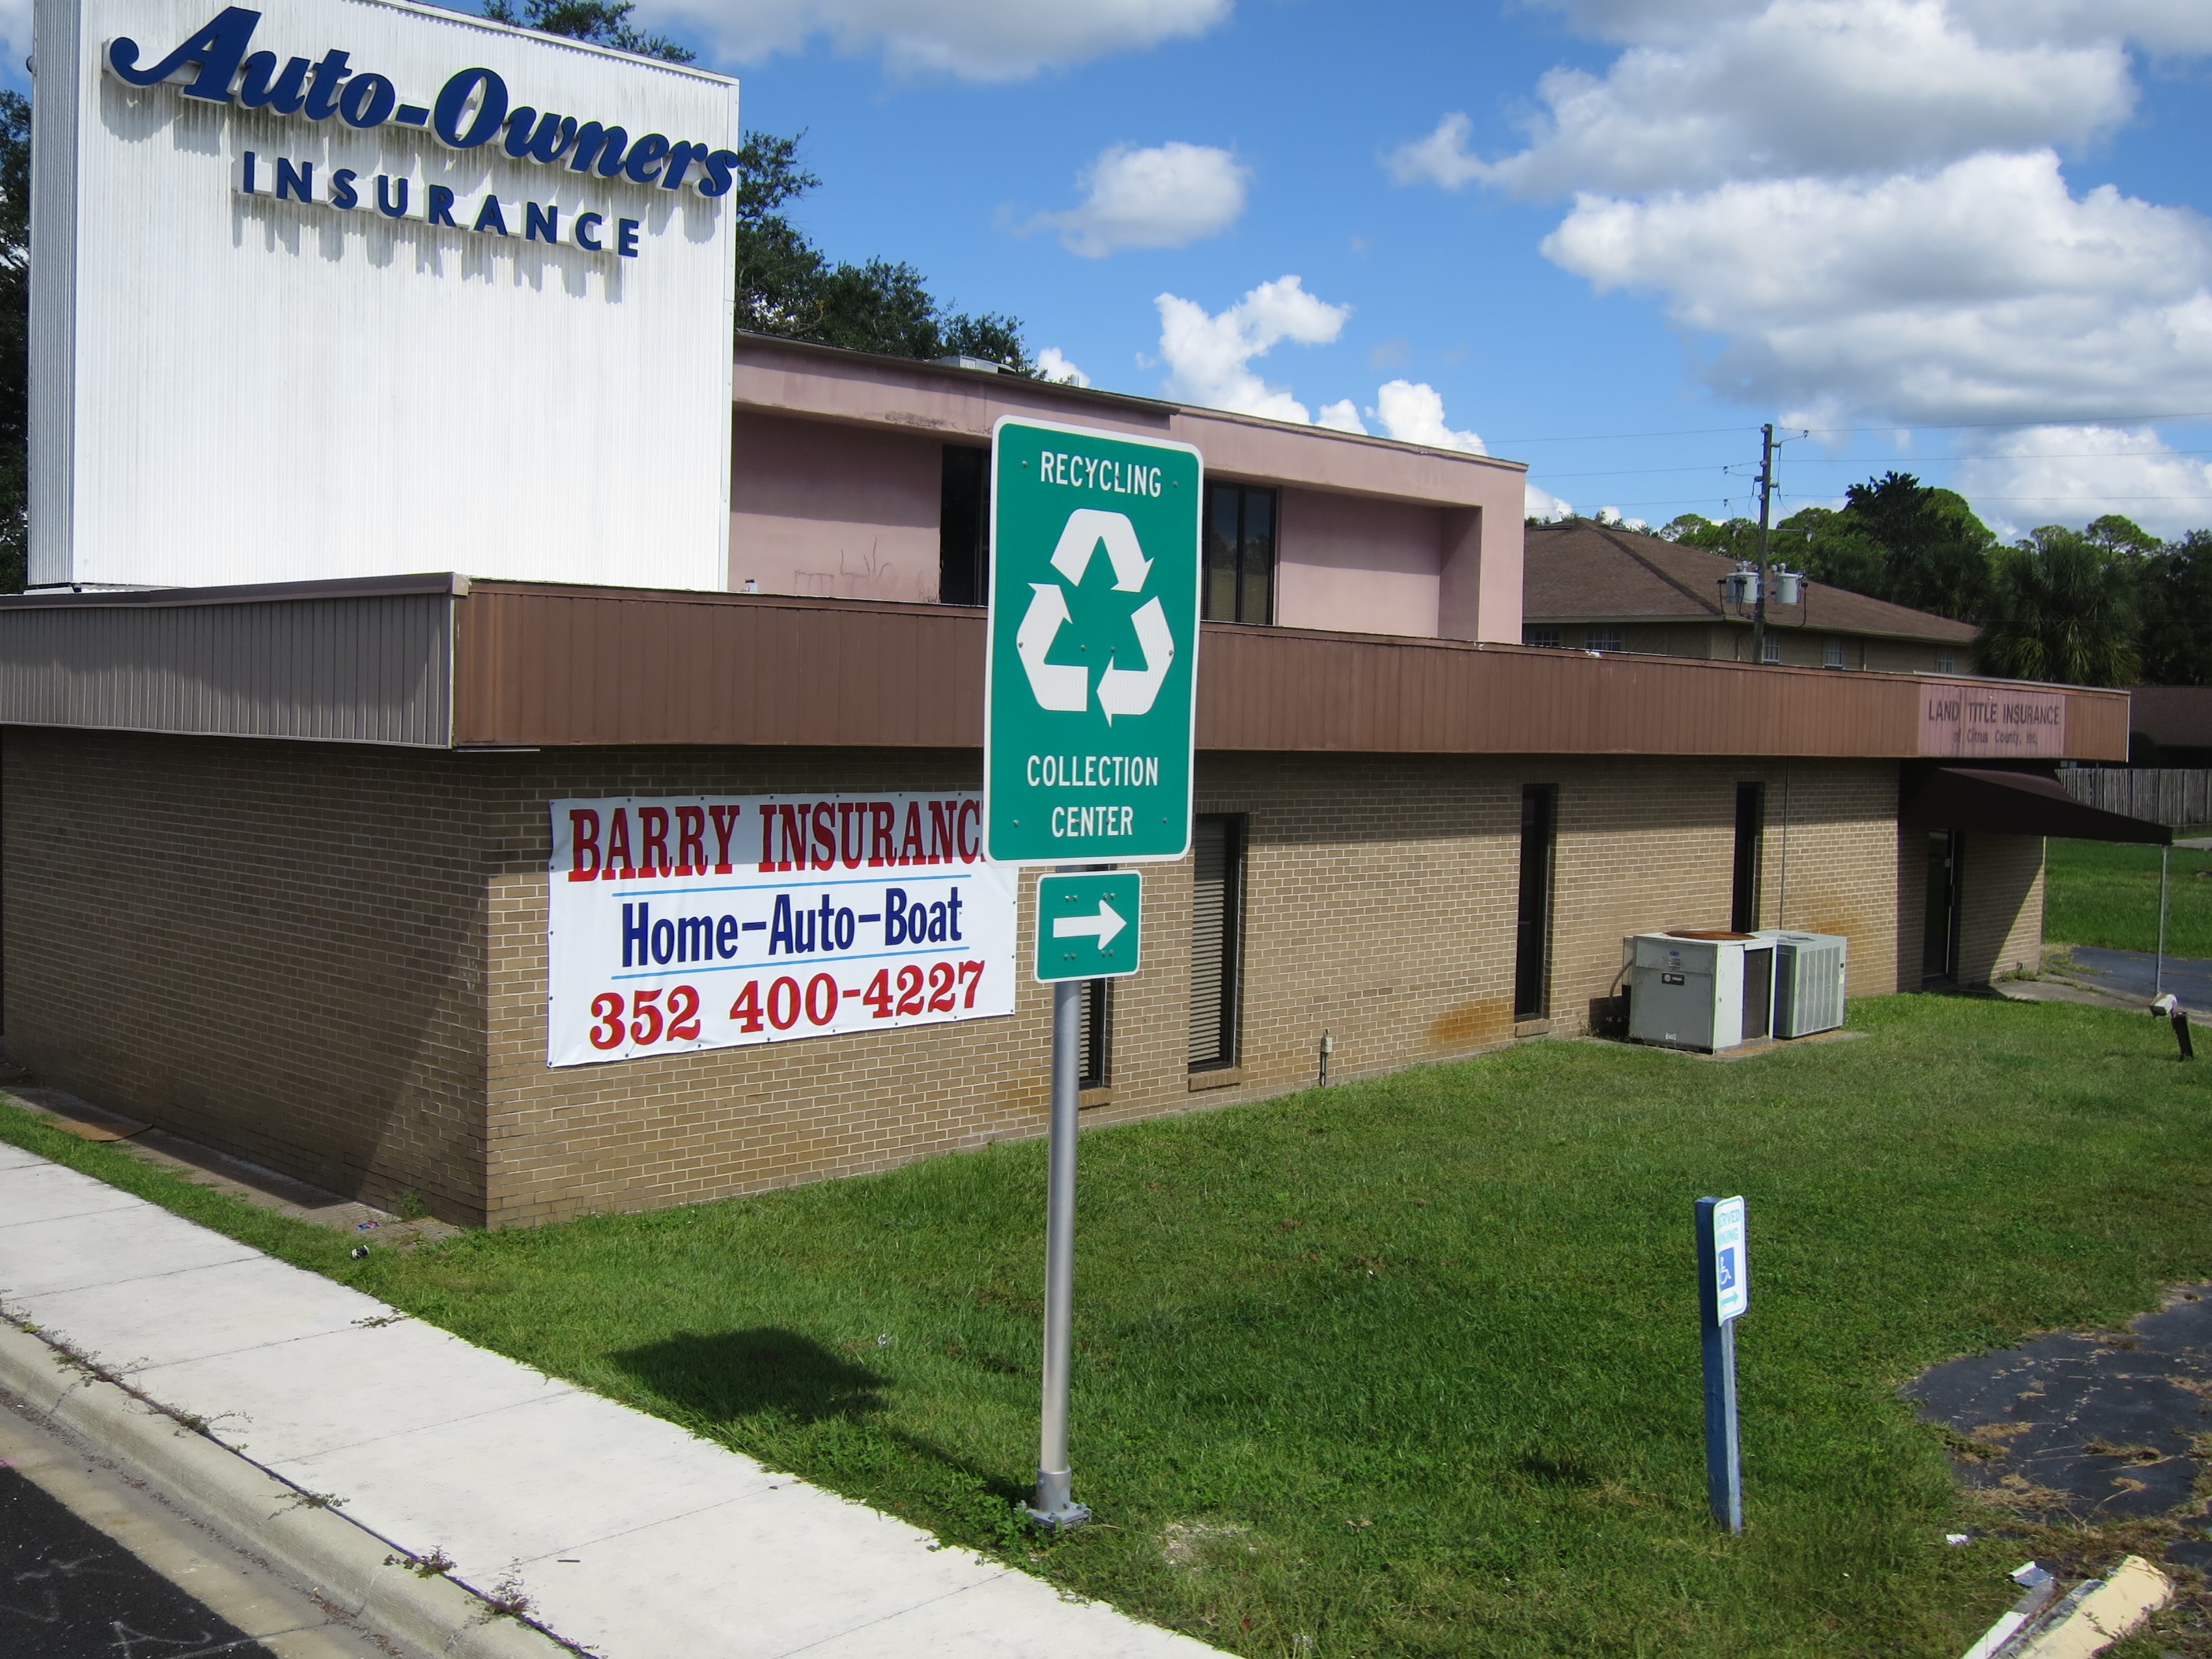 Auto-Owners
INSURANCE
RECYCLING
COLLECTION
CENTER
BARRY INSURANC
Home-Auto-Boat
352 400-4227
LAND TITLE INSURANCE
of Citrus County, Inc.